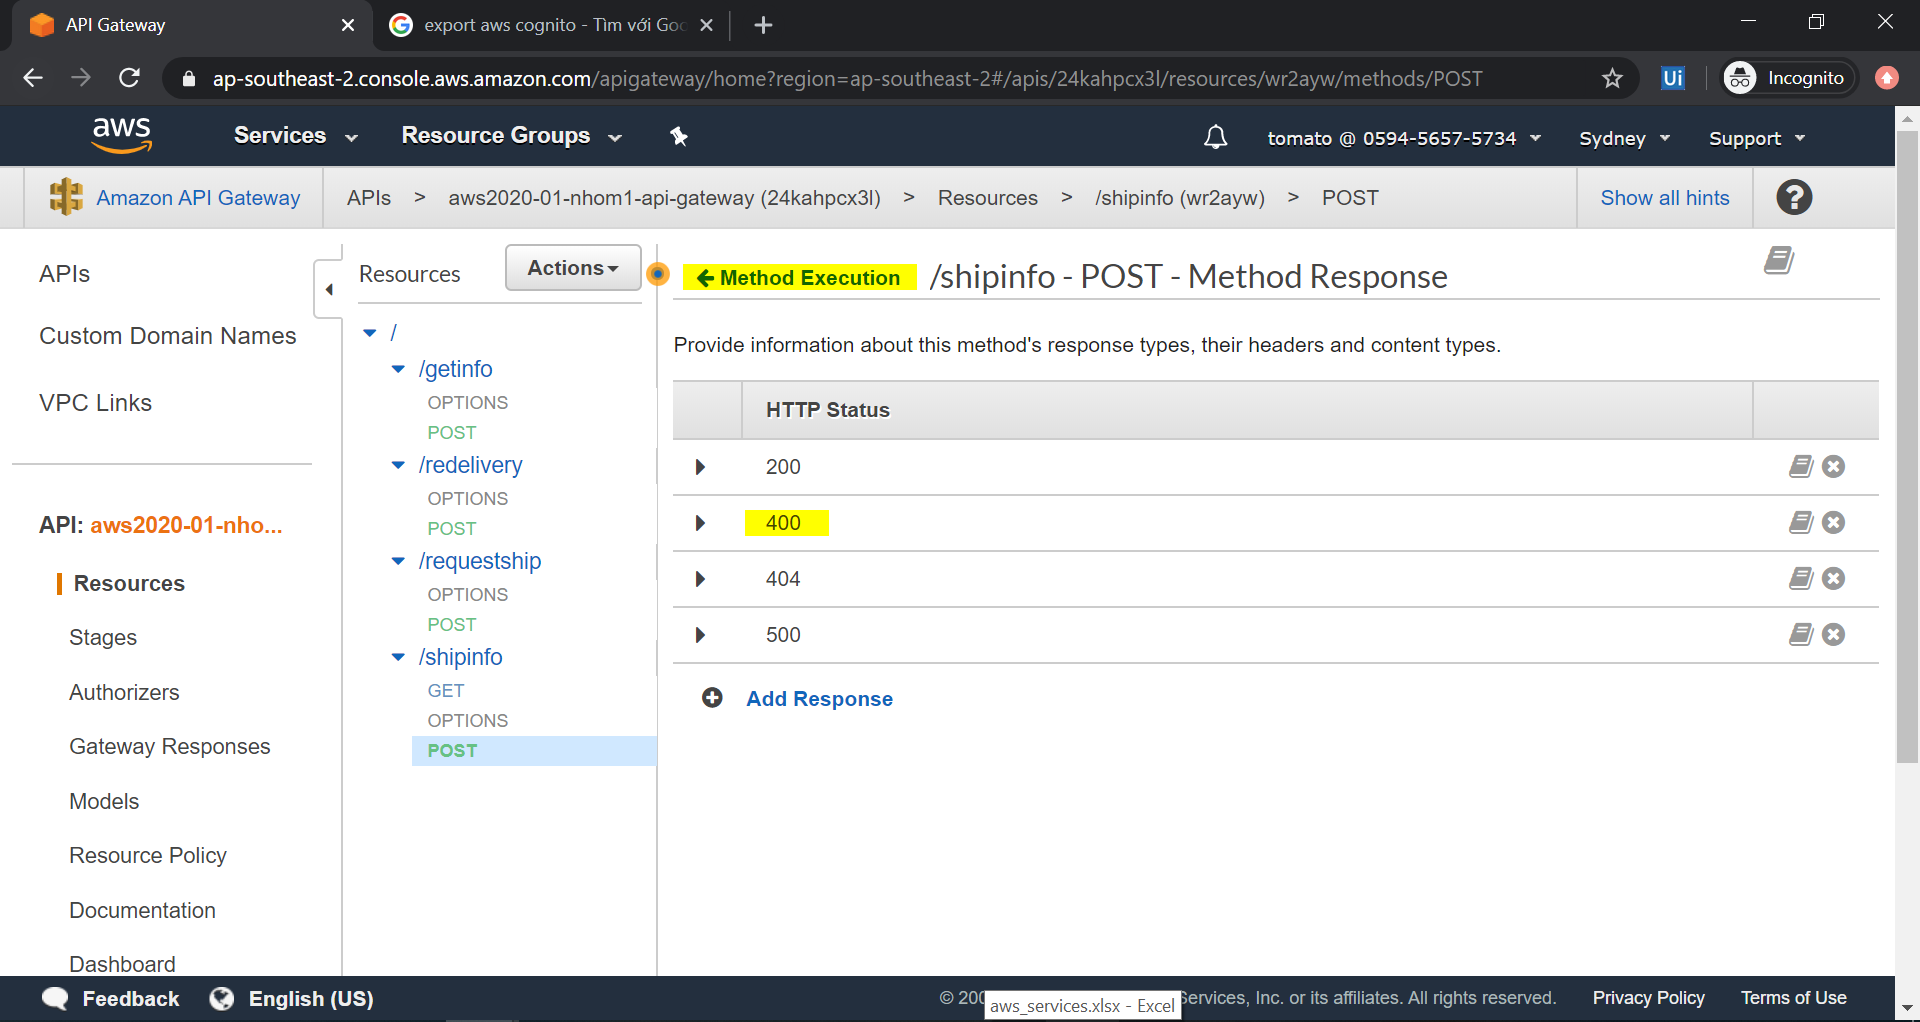 API Gateway
export aws cognito - Tìm với Goo
ap-southeast-2.console.aws.amazon.com/apigateway/home?region=ap-southeast-2#/apis/24kahpcx3l/resources/wr2ayw/methods/POST
Ui
Incognito
aws
Services
Resource Groups
tomato @ 0594-5657-5734
Sydney
Support
Amazon API Gateway
APIs > aws2020-01-nhom1-api-gateway (24kahpcx3l) > Resources > /shipinfo (wr2ayw) > POST
Show all hints
?
APIs
Custom Domain Names
VPC Links
API: aws2020-01-nho...
Resources
Stages
Authorizers
Gateway Responses
Models
Resource Policy
Documentation
Dashboard
Resources
Actions
/
/getinfo
OPTIONS
POST
/redelivery
OPTIONS
POST
/requestship
OPTIONS
POST
/shipinfo
GET
OPTIONS
POST
Method Execution /shipinfo - POST - Method Response
Provide information about this method's response types, their headers and content types.
HTTP Status
200
400
404
500
Add Response
Feedback
English (US)
© 200
Services, Inc. or its affiliates. All rights reserved.
aws_services.xlsx - Excel
Privacy Policy
Terms of Use